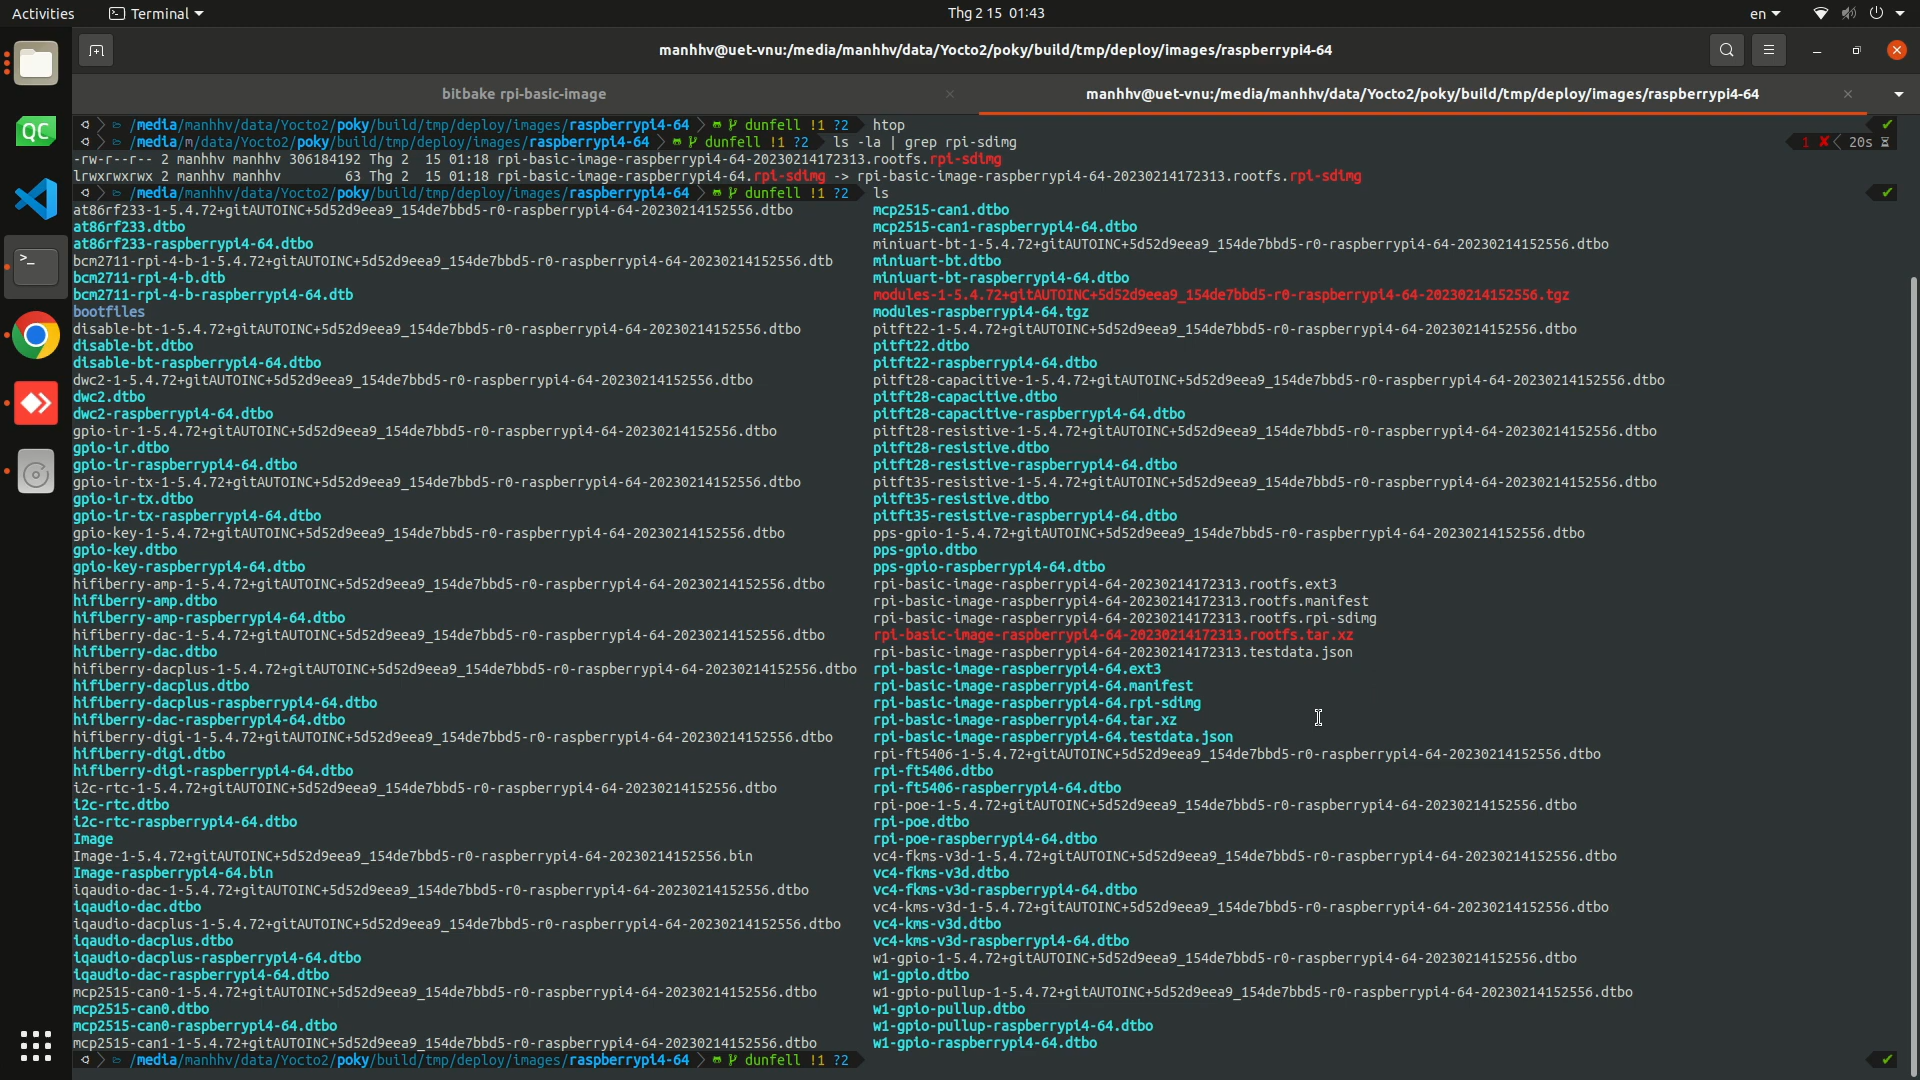 Activities
Terminal
Thg 2 15 01:43
en
manhhv@uet-vnu:/media/manhhv/data/Yocto2/poky/build/tmp/deploy/images/raspberrypi4-64
bitbake rpi-basic-image
manhhv@uet-vnu:/media/manhhv/data/Yocto2/poky/build/tmp/deploy/images/raspberrypi4-64
QC
/media/manhhv/data/Yocto2/poky/build/tmp/deploy/images/raspberrypi4-64 dunfell !1 ?2 htop
/media/m/data/Yocto2/poky/build/tmp/deploy/images/raspberrypi4-64 dunfell !1 ?2 ls -la | grep rpi-sdimg 1 ✘ 20s
-rw-r--r-- 2 manhhv manhhv 306184192 Thg 2 15 01:18 rpi-basic-image-raspberrypi4-64-20230214172313.rootfs.rpi-sdimg
lrwxrwxrwx 2 manhhv manhhv 63 Thg 2 15 01:18 rpi-basic-image-raspberrypi4-64.rpi-sdimg -> rpi-basic-image-raspberrypi4-64-20230214172313.rootfs.rpi-sdimg
/media/manhhv/data/Yocto2/poky/build/tmp/deploy/images/raspberrypi4-64 dunfell !1 ?2 ls
at86rf233-1-5.4.72+gitAUTOINC+5d52d9eea9_154de7bbd5-r0-raspberrypi4-64-20230214152556.dtbo
at86rf233.dtbo
at86rf233-raspberrypi4-64.dtbo
bcm2711-rpi-4-b-1-5.4.72+gitAUTOINC+5d52d9eea9_154de7bbd5-r0-raspberrypi4-64-20230214152556.dtb
bcm2711-rpi-4-b.dtb
bcm2711-rpi-4-b-raspberrypi4-64.dtb
bootfiles
disable-bt-1-5.4.72+gitAUTOINC+5d52d9eea9_154de7bbd5-r0-raspberrypi4-64-20230214152556.dtbo
disable-bt.dtbo
disable-bt-raspberrypi4-64.dtbo
dwc2-1-5.4.72+gitAUTOINC+5d52d9eea9_154de7bbd5-r0-raspberrypi4-64-20230214152556.dtbo
dwc2.dtbo
dwc2-raspberrypi4-64.dtbo
gpio-ir-1-5.4.72+gitAUTOINC+5d52d9eea9_154de7bbd5-r0-raspberrypi4-64-20230214152556.dtbo
gpio-ir.dtbo
gpio-ir-raspberrypi4-64.dtbo
gpio-ir-tx-1-5.4.72+gitAUTOINC+5d52d9eea9_154de7bbd5-r0-raspberrypi4-64-20230214152556.dtbo
gpio-ir-tx.dtbo
gpio-ir-tx-raspberrypi4-64.dtbo
gpio-key-1-5.4.72+gitAUTOINC+5d52d9eea9_154de7bbd5-r0-raspberrypi4-64-20230214152556.dtbo
gpio-key.dtbo
gpio-key-raspberrypi4-64.dtbo
hifiberry-amp-1-5.4.72+gitAUTOINC+5d52d9eea9_154de7bbd5-r0-raspberrypi4-64-20230214152556.dtbo
hifiberry-amp.dtbo
hifiberry-amp-raspberrypi4-64.dtbo
hifiberry-dac-1-5.4.72+gitAUTOINC+5d52d9eea9_154de7bbd5-r0-raspberrypi4-64-20230214152556.dtbo
hifiberry-dac.dtbo
hifiberry-dacplus-1-5.4.72+gitAUTOINC+5d52d9eea9_154de7bbd5-r0-raspberrypi4-64-20230214152556.dtbo
hifiberry-dacplus.dtbo
hifiberry-dacplus-raspberrypi4-64.dtbo
hifiberry-dac-raspberrypi4-64.dtbo
hifiberry-digi-1-5.4.72+gitAUTOINC+5d52d9eea9_154de7bbd5-r0-raspberrypi4-64-20230214152556.dtbo
hifiberry-digi.dtbo
hifiberry-digi-raspberrypi4-64.dtbo
i2c-rtc-1-5.4.72+gitAUTOINC+5d52d9eea9_154de7bbd5-r0-raspberrypi4-64-20230214152556.dtbo
i2c-rtc.dtbo
i2c-rtc-raspberrypi4-64.dtbo
Image
Image-1-5.4.72+gitAUTOINC+5d52d9eea9_154de7bbd5-r0-raspberrypi4-64-20230214152556.bin
Image-raspberrypi4-64.bin
iqaudio-dac-1-5.4.72+gitAUTOINC+5d52d9eea9_154de7bbd5-r0-raspberrypi4-64-20230214152556.dtbo
iqaudio-dac.dtbo
iqaudio-dacplus-1-5.4.72+gitAUTOINC+5d52d9eea9_154de7bbd5-r0-raspberrypi4-64-20230214152556.dtbo
iqaudio-dacplus.dtbo
iqaudio-dacplus-raspberrypi4-64.dtbo
iqaudio-dac-raspberrypi4-64.dtbo
mcp2515-can0-1-5.4.72+gitAUTOINC+5d52d9eea9_154de7bbd5-r0-raspberrypi4-64-20230214152556.dtbo
mcp2515-can0.dtbo
mcp2515-can0-raspberrypi4-64.dtbo
mcp2515-can1-1-5.4.72+gitAUTOINC+5d52d9eea9_154de7bbd5-r0-raspberrypi4-64-20230214152556.dtbo
mcp2515-can1.dtbo
mcp2515-can1-raspberrypi4-64.dtbo
miniuart-bt-1-5.4.72+gitAUTOINC+5d52d9eea9_154de7bbd5-r0-raspberrypi4-64-20230214152556.dtbo
miniuart-bt.dtbo
miniuart-bt-raspberrypi4-64.dtbo
modules-1-5.4.72+gitAUTOINC+5d52d9eea9_154de7bbd5-r0-raspberrypi4-64-20230214152556.tgz
modules-raspberrypi4-64.tgz
pitft22-1-5.4.72+gitAUTOINC+5d52d9eea9_154de7bbd5-r0-raspberrypi4-64-20230214152556.dtbo
pitft22.dtbo
pitft22-raspberrypi4-64.dtbo
pitft28-capacitive-1-5.4.72+gitAUTOINC+5d52d9eea9_154de7bbd5-r0-raspberrypi4-64-20230214152556.dtbo
pitft28-capacitive.dtbo
pitft28-capacitive-raspberrypi4-64.dtbo
pitft28-resistive-1-5.4.72+gitAUTOINC+5d52d9eea9_154de7bbd5-r0-raspberrypi4-64-20230214152556.dtbo
pitft28-resistive.dtbo
pitft28-resistive-raspberrypi4-64.dtbo
pitft35-resistive-1-5.4.72+gitAUTOINC+5d52d9eea9_154de7bbd5-r0-raspberrypi4-64-20230214152556.dtbo
pitft35-resistive.dtbo
pitft35-resistive-raspberrypi4-64.dtbo
pps-gpio-1-5.4.72+gitAUTOINC+5d52d9eea9_154de7bbd5-r0-raspberrypi4-64-20230214152556.dtbo
pps-gpio.dtbo
pps-gpio-raspberrypi4-64.dtbo
rpi-basic-image-raspberrypi4-64-20230214172313.rootfs.ext3
rpi-basic-image-raspberrypi4-64-20230214172313.rootfs.manifest
rpi-basic-image-raspberrypi4-64-20230214172313.rootfs.rpi-sdimg
rpi-basic-image-raspberrypi4-64-20230214172313.rootfs.tar.xz
rpi-basic-image-raspberrypi4-64-20230214172313.testdata.json
rpi-basic-image-raspberrypi4-64.ext3
rpi-basic-image-raspberrypi4-64.manifest
rpi-basic-image-raspberrypi4-64.rpi-sdimg
rpi-basic-image-raspberrypi4-64.tar.xz
rpi-basic-image-raspberrypi4-64.testdata.json
rpi-ft5406-1-5.4.72+gitAUTOINC+5d52d9eea9_154de7bbd5-r0-raspberrypi4-64-20230214152556.dtbo
rpi-ft5406.dtbo
rpi-ft5406-raspberrypi4-64.dtbo
rpi-poe-1-5.4.72+gitAUTOINC+5d52d9eea9_154de7bbd5-r0-raspberrypi4-64-20230214152556.dtbo
rpi-poe.dtbo
rpi-poe-raspberrypi4-64.dtbo
vc4-fkms-v3d-1-5.4.72+gitAUTOINC+5d52d9eea9_154de7bbd5-r0-raspberrypi4-64-20230214152556.dtbo
vc4-fkms-v3d.dtbo
vc4-fkms-v3d-raspberrypi4-64.dtbo
vc4-kms-v3d-1-5.4.72+gitAUTOINC+5d52d9eea9_154de7bbd5-r0-raspberrypi4-64-20230214152556.dtbo
vc4-kms-v3d.dtbo
vc4-kms-v3d-raspberrypi4-64.dtbo
w1-gpio-1-5.4.72+gitAUTOINC+5d52d9eea9_154de7bbd5-r0-raspberrypi4-64-20230214152556.dtbo
w1-gpio.dtbo
w1-gpio-pullup-1-5.4.72+gitAUTOINC+5d52d9eea9_154de7bbd5-r0-raspberrypi4-64-20230214152556.dtbo
w1-gpio-pullup.dtbo
w1-gpio-pullup-raspberrypi4-64.dtbo
w1-gpio-raspberrypi4-64.dtbo
/media/manhhv/data/Yocto2/poky/build/tmp/deploy/images/raspberrypi4-64 dunfell !1 ?2